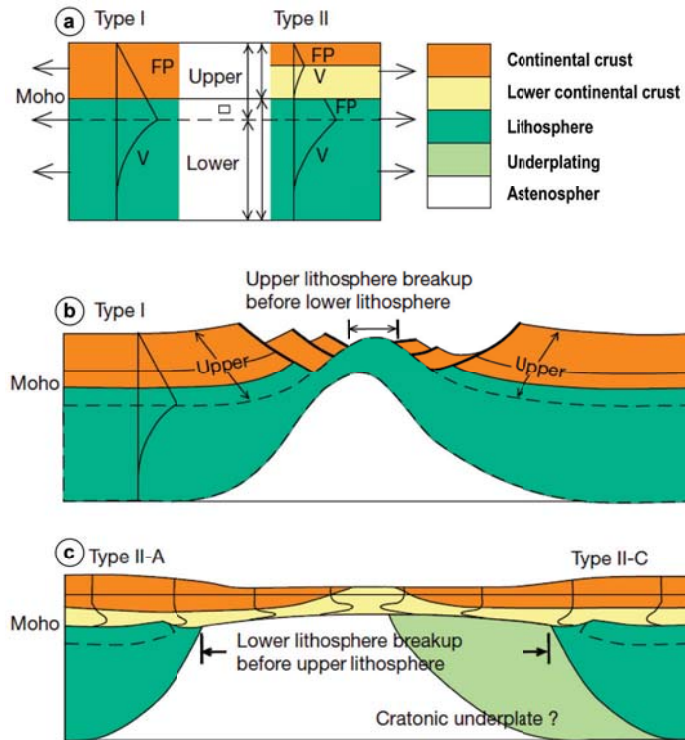 a Type I
Type II
FP
Upper
FP
V
Moho
FP
V
Lower
V
Continental crust
Lower continental crust
Lithosphere
Underplating
Astenospher
b Type I
Upper lithosphere breakup
before lower lithosphere
Upper
Upper
Moho
c Type II-A
Type II-C
Moho
Lower lithosphere breakup
before upper lithosphere
Cratonic underplate ?